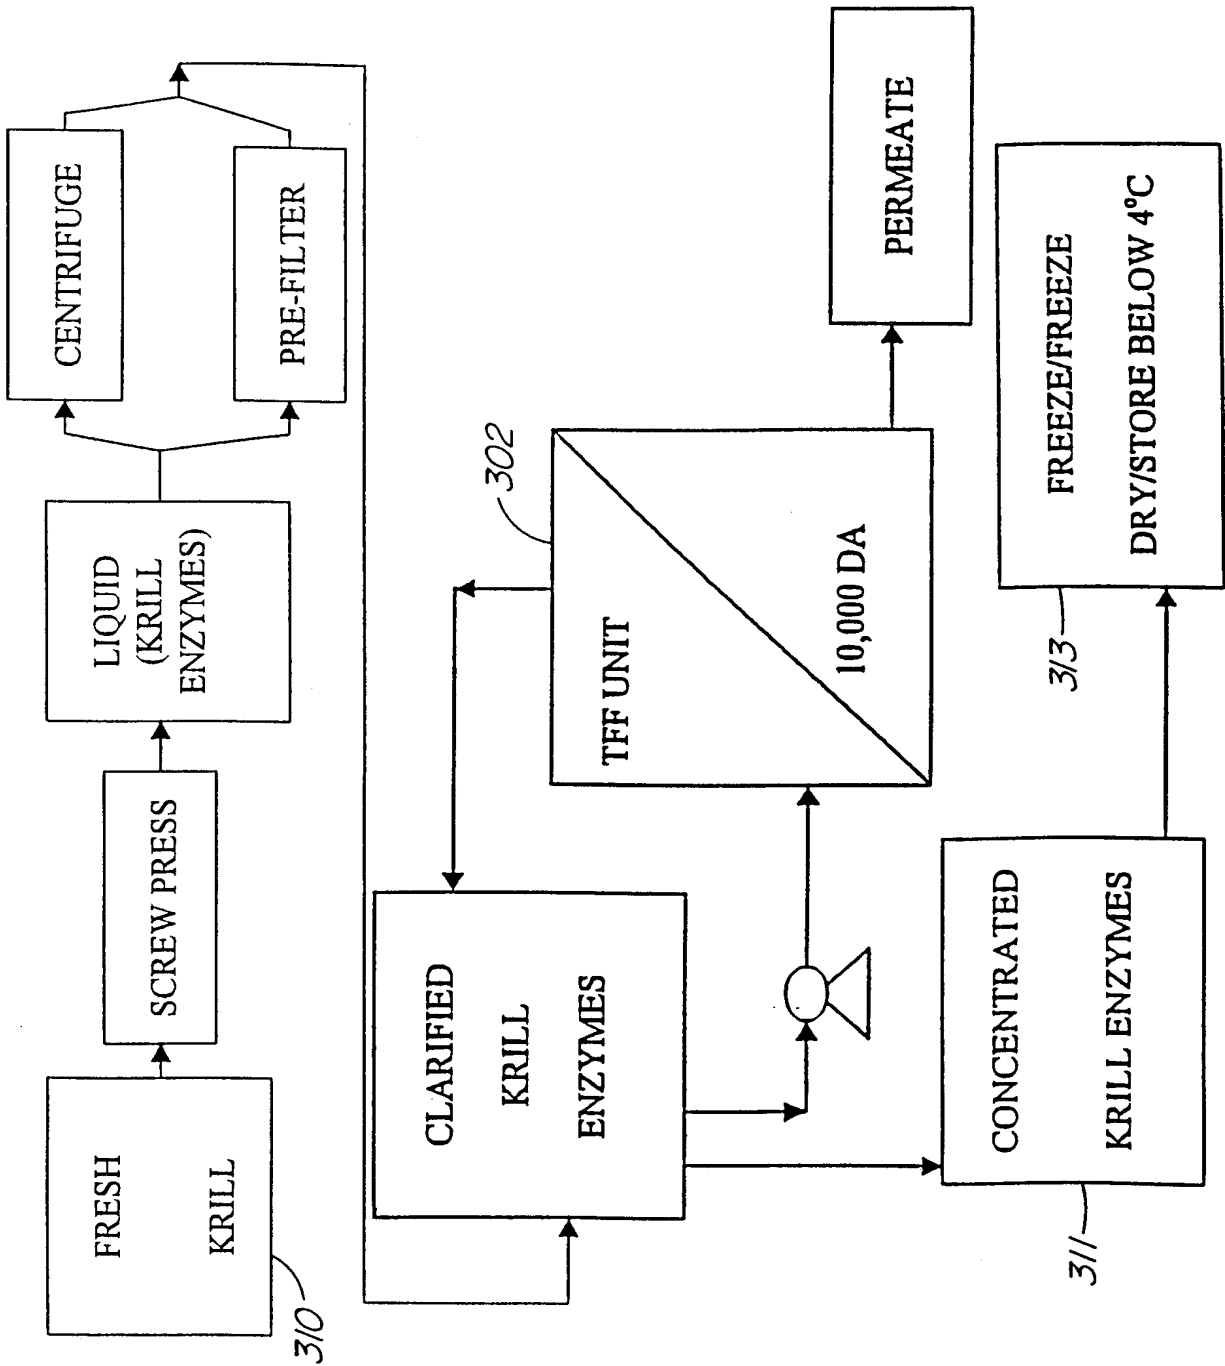 FRESH
KRILL
310
SCREW PRESS
LIQUID
(KRILL
ENZYMES)
CENTRIFUGE
PRE-FILTER
CLARIFIED
KRILL
ENZYMES
TFF UNIT
10,000 DA
302
PERMEATE
CONCENTRATED
KRILL ENZYMES
311
FREEZE/FREEZE
DRY/STORE BELOW 4°C
313